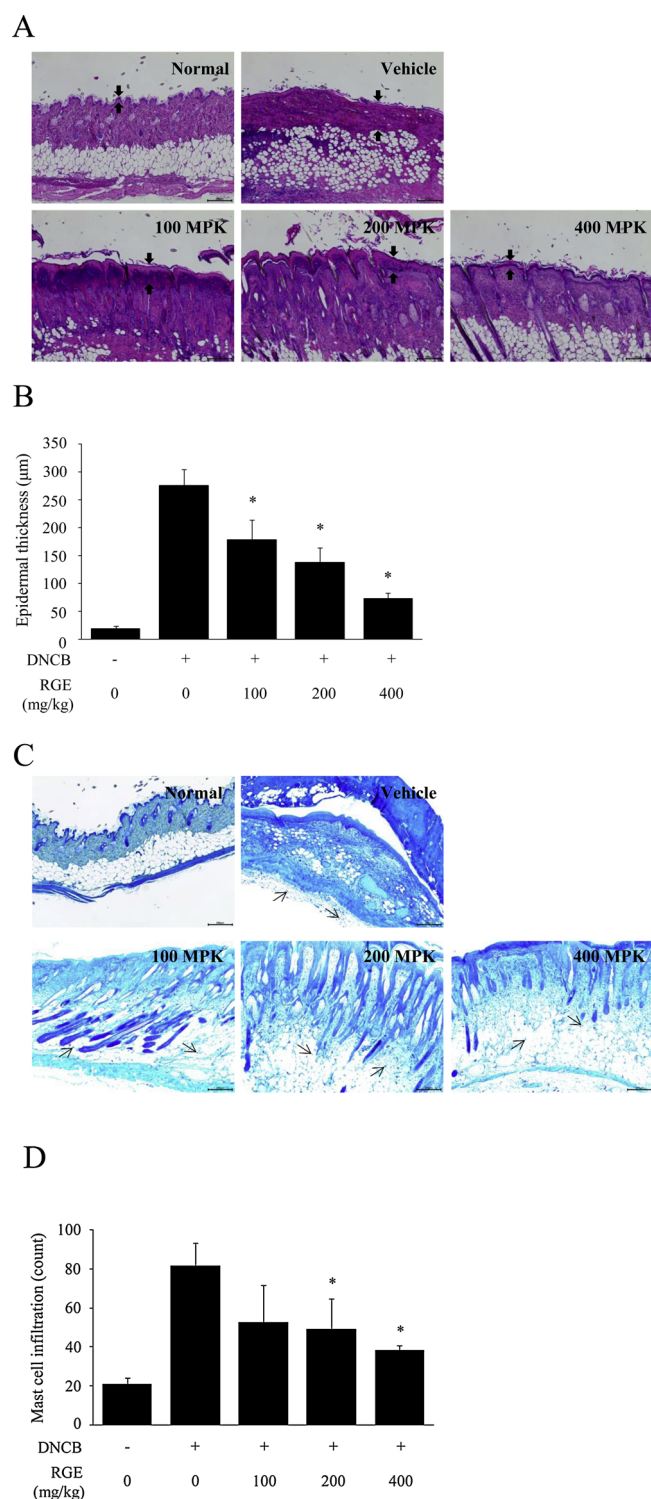 A
Normal
Vehicle
100 MPK
200 MPK
400 MPK
B
Epidermal thickness (μm)
350
300
250
200
150
100
50
0
*
*
*
DNCB
-
+
+
+
+
RGE
(mg/kg)
0
0
100
200
400
C
Normal
Vehicle
100 MPK
200 MPK
400 MPK
D
Mast cell infiltration (count)
100
80
60
40
20
0
*
*
DNCB
-
+
+
+
+
RGE
(mg/kg)
0
0
100
200
400